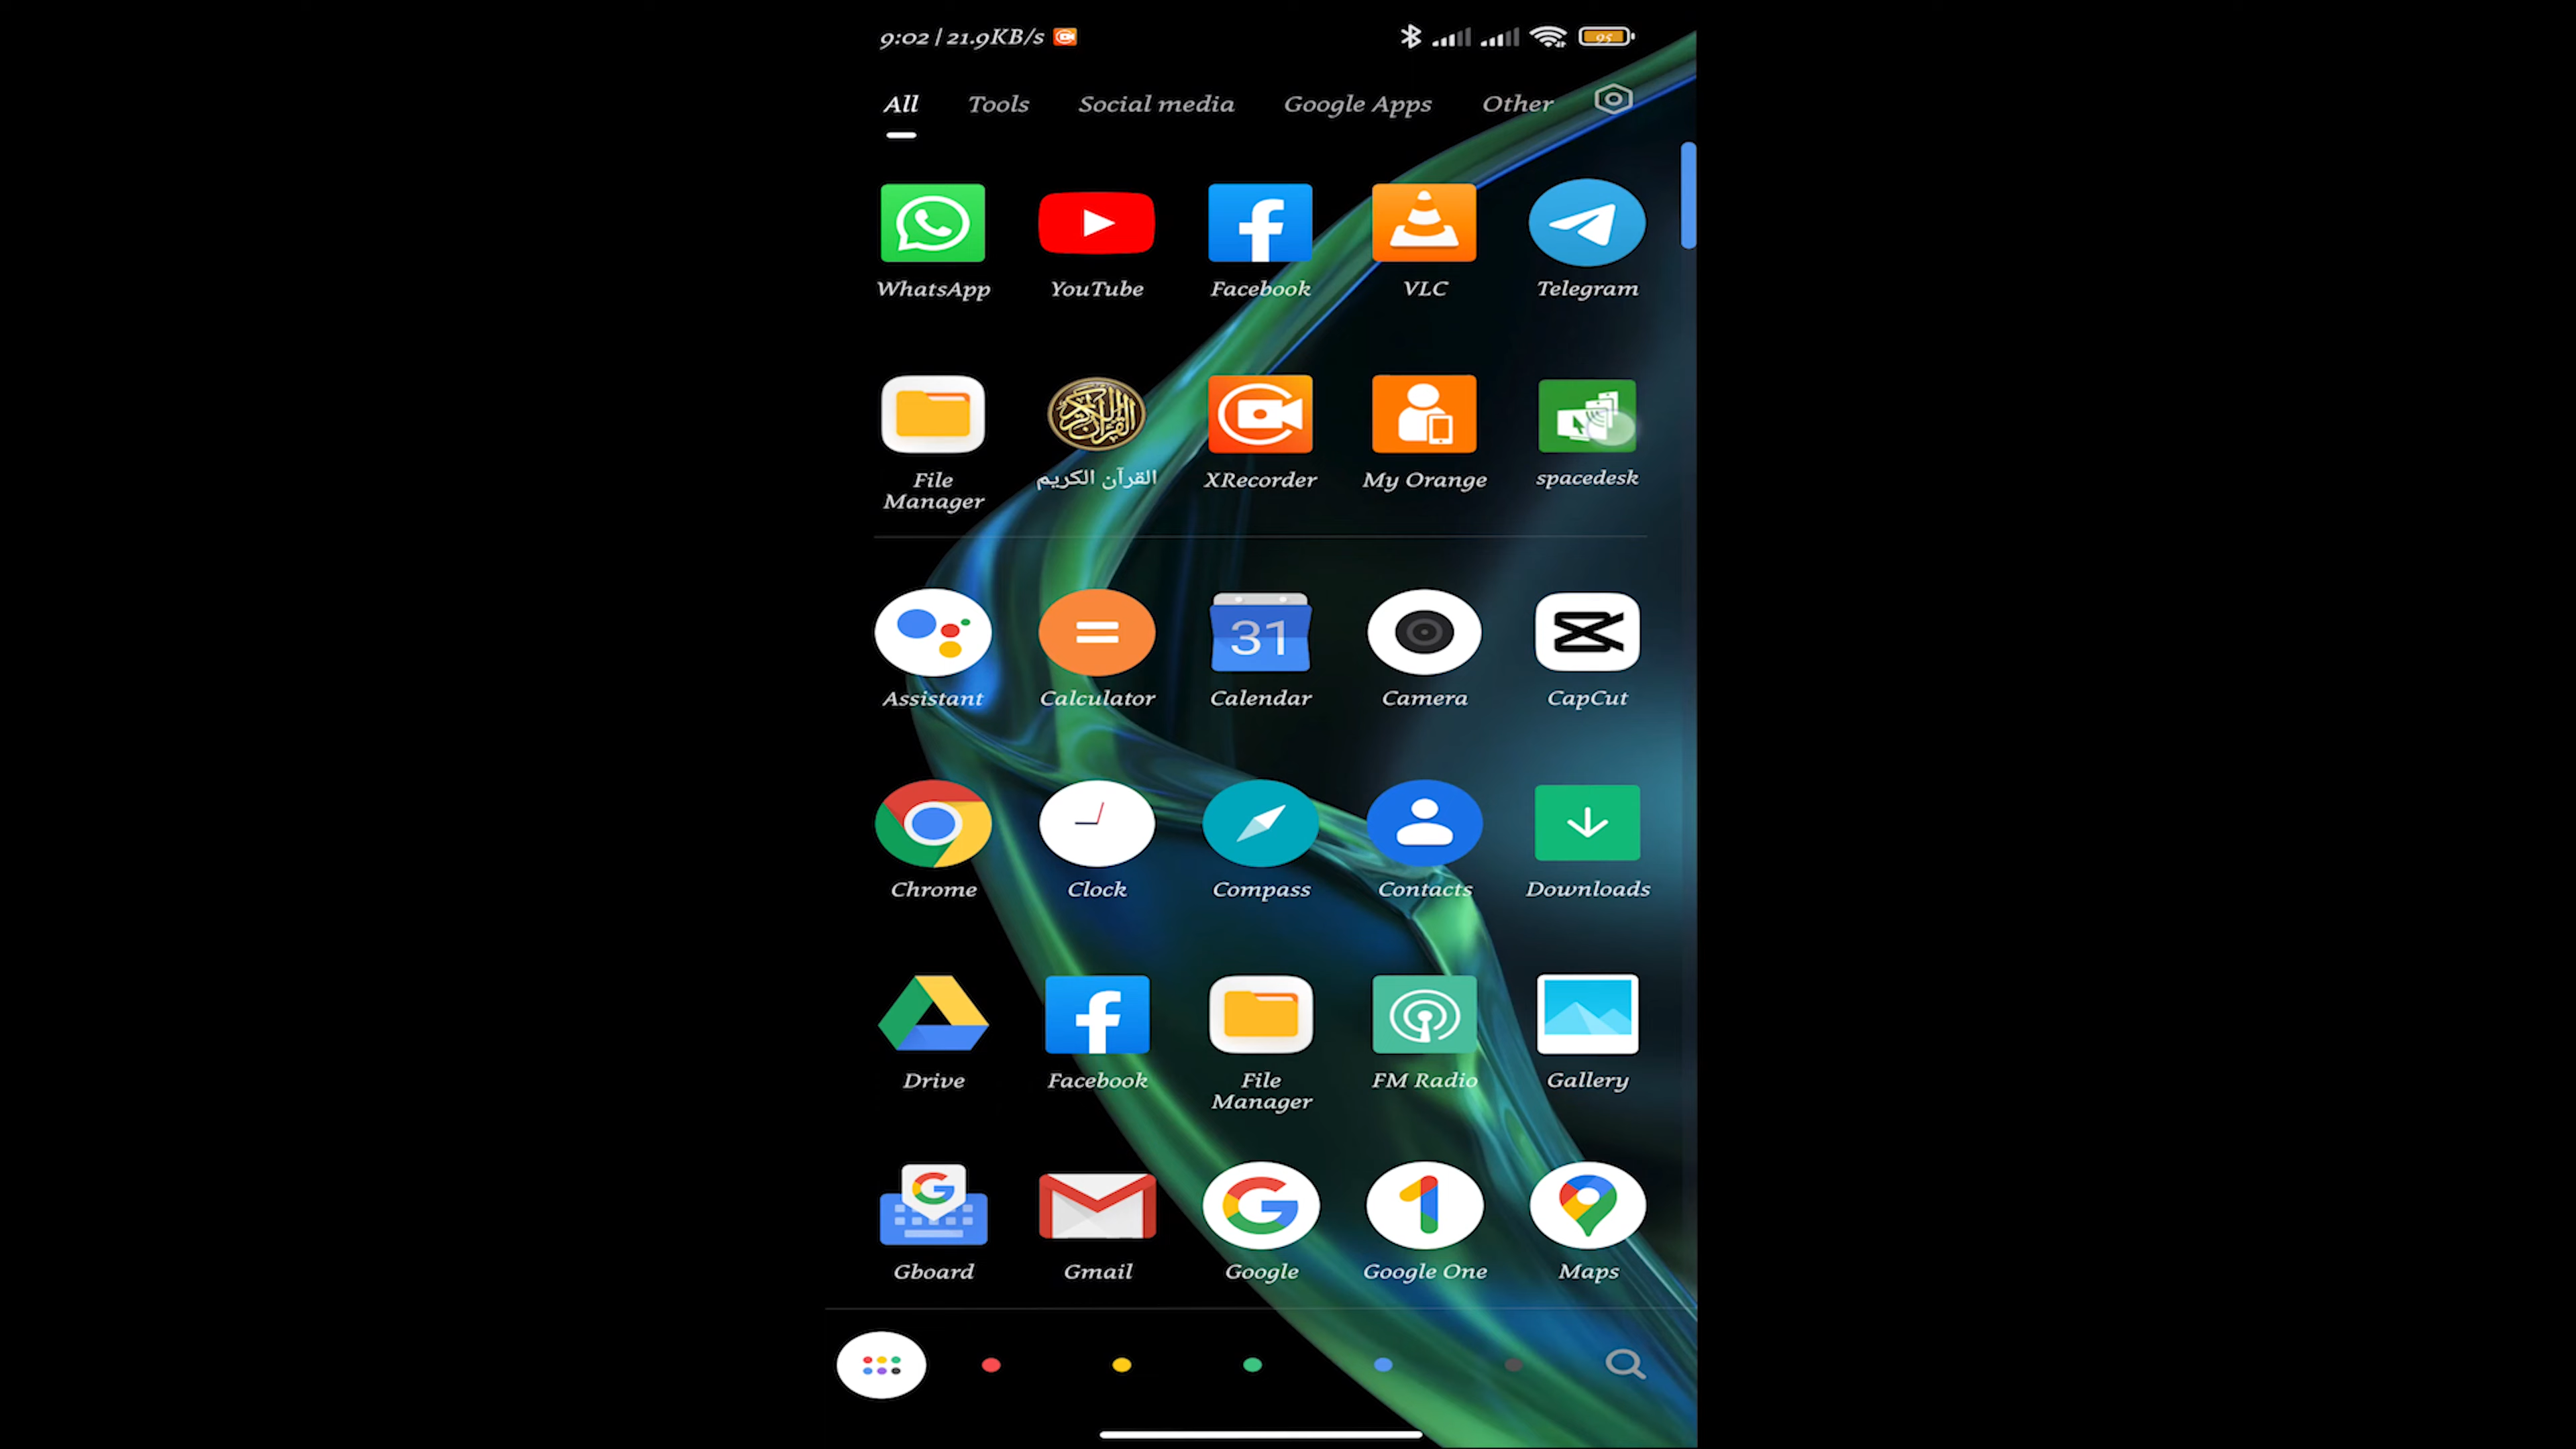 9:02 | 21.9KB/s
95
All Tools Social media Google Apps Other
WhatsApp YouTube Facebook VLC Telegram
File Manager القرآن الكريم XRecorder My Orange spacedesk
31
Assistant Calculator Calendar Camera CapCut
Chrome Clock Compass Contacts Downloads
Drive Facebook File Manager FM Radio Gallery
Gboard Gmail Google Google One Maps